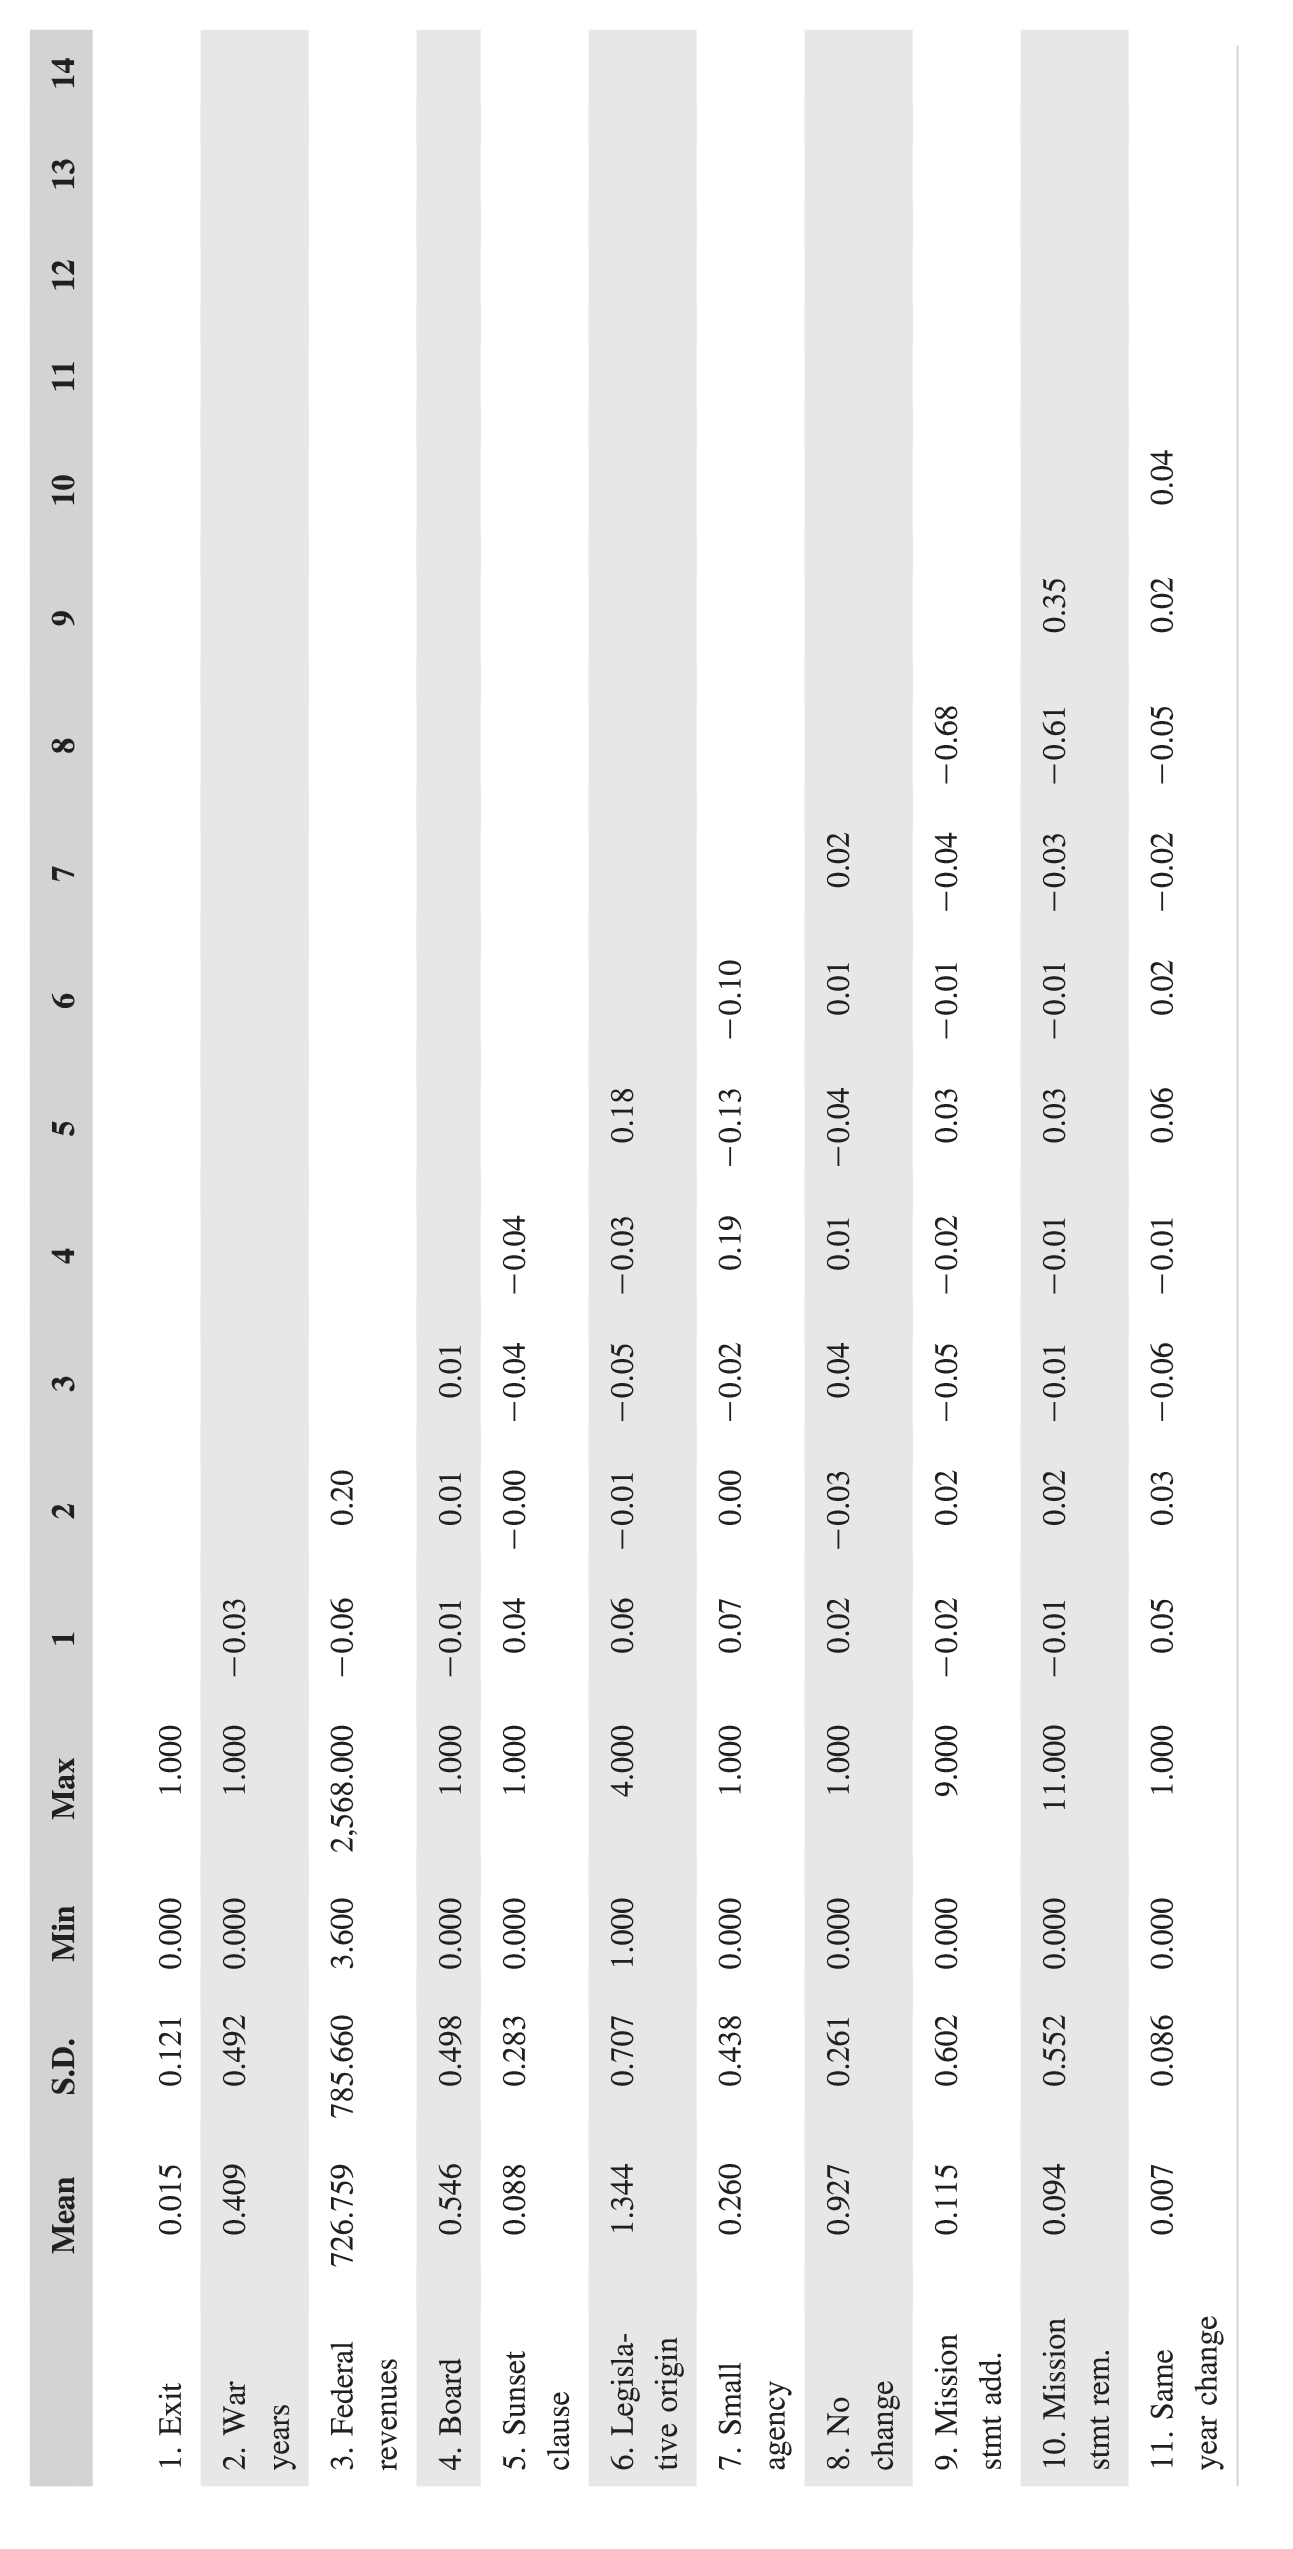 Mean S.D. Min Max 1 2 3 4 5 6 7 8 9 10 11 12 13 14
1. Exit 0.015 0.121 0.000 1.000
2. War 0.409 0.492 0.000 1.000 −0.03
years
3. Federal 726.759 785.660 3.600 2,568.000 −0.06 0.20
revenues
4. Board 0.546 0.498 0.000 1.000 −0.01 0.01 0.01
5. Sunset 0.088 0.283 0.000 1.000 0.04 −0.00 −0.04 −0.04
clause
6. Legisla- 1.344 0.707 1.000 4.000 0.06 −0.01 −0.05 −0.03 0.18
tive origin
7. Small 0.260 0.438 0.000 1.000 0.07 0.00 −0.02 0.19 −0.13 −0.10
agency
8. No 0.927 0.261 0.000 1.000 0.02 −0.03 0.04 0.01 −0.04 0.01 0.02
change
9. Mission 0.115 0.602 0.000 9.000 −0.02 0.02 −0.05 −0.02 0.03 −0.01 −0.04 −0.68
stmt add.
10. Mission 0.094 0.552 0.000 11.000 −0.01 0.02 −0.01 −0.01 0.03 −0.01 −0.03 −0.61 0.35
stmt rem.
11. Same 0.007 0.086 0.000 1.000 0.05 0.03 −0.06 −0.01 0.06 0.02 −0.02 −0.05 0.02 0.04
year change